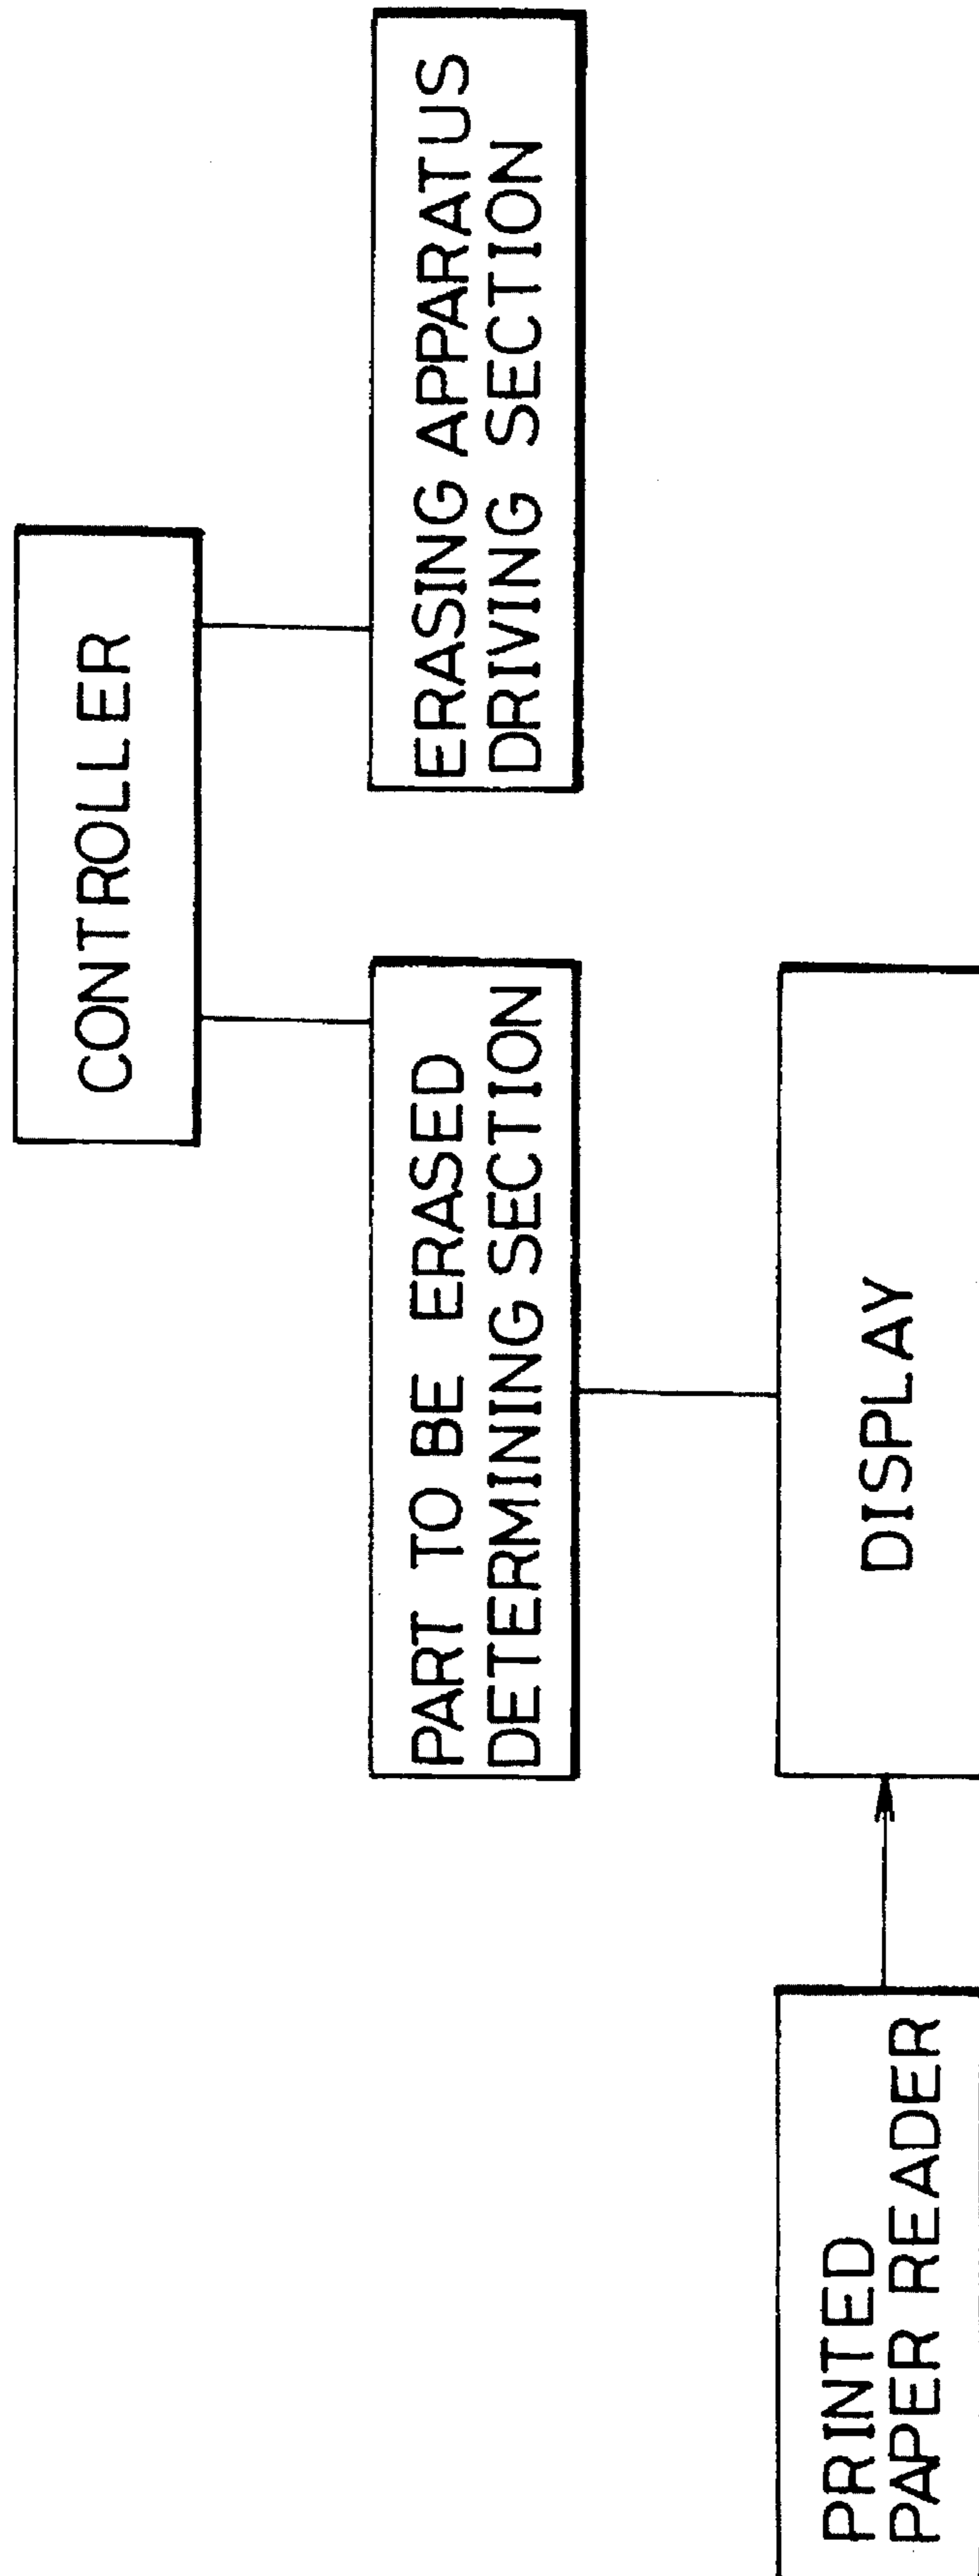 CONTROLLER
PART TO BE ERASED
DETERMINING SECTION
ERASING APPARATUS
DRIVING SECTION
PRINTED
PAPER READER
DISPLAY